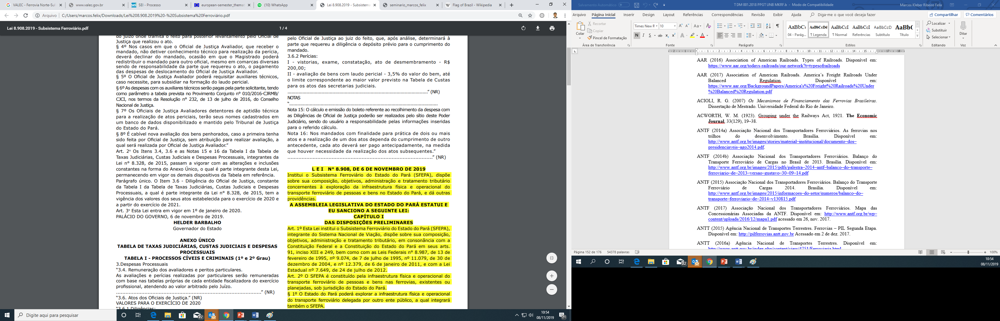 VALEC - Ferrovia Norte-Sul
www.valec.gov.br
SEI - Processo
european-semester_themat
(10) WhatsApp
Lei 8.908.2019 - Subsistema
seminario_marcos_felix
Flag of Brazil - Wikipedia
Arquivo
C:/Users/marcos.felix/Downloads/Lei%208.908.2019%20-%20Subsistema%20Ferroviário.pdf
Lei 8.908.2019 - Subsistema Ferroviário.pdf
1 / 4
do juízo onde tramita o feito para posterior levantamento pelo Oficial de
Justiça que realizou o ato.
§ 4º Nos casos em que o Oficial de Justiça Avaliador, que receber o
mandado, não detiver conhecimento técnico para realização da perícia,
deverá declinar do mandado, ocasião em que o Magistrado poderá
redistribuir o mandado para outro oficial, mesmo em comarcas diversas
sendo de responsabilidade da parte que requereu o ato, o pagamento
das despesas de deslocamento do Oficial de Justiça Avaliador.
§ 5º O Oficial de Justiça Avaliador poderá requisitar auxiliares técnicos,
caso necessite, para subsidiar na formação do laudo pericial.
§ 6º As despesas com os auxiliares técnicos serão pagas pela parte solicitante, tendo
como parâmetro a tabela prevista no Provimento Conjunto nº 010/2016-CJRMB/
CJCI, nos termos da Resolução nº 232, de 13 de julho de 2016, do Conselho
Nacional de Justiça.
§ 7º Os Oficiais de Justiça Avaliadores detentores de aptidão técnica
para a realização de atos periciais, terão seus nomes cadastrados em
um banco de dados disponibilizado e mantido pelo Tribunal de Justiça
do Estado do Pará.
§ 8º É cabível nova avaliação dos bens penhorados, caso a primeira tenha
sido feita por Oficial de Justiça, sem atribuição para realizar avaliação, a
qual será realizada por Oficial de Justiça Avaliador.”
Art. 2º Os Itens 3.4, 3.6 e as Notas 15 e 16 da Tabela I da Tabela de
Taxas Judiciárias, Custas Judiciais e Despesas Processuais, integrantes da
Lei nº 8.328, de 2015, passam a vigorar com as alterações e inclusões
constantes na forma do Anexo Único, o qual é parte integrante desta Lei,
permanecendo em vigor os demais dispositivos da Tabela em referência.
Parágrafo único. O Item 3.6 - Diligência do Oficial de Justiça, constante
da Tabela I da Tabela de Taxas Judiciárias, Custas Judiciais e Despesas
Processuais, a qual é parte integrante da Lei nº 8.328, de 2015, tem a
vigência dos valores dos seus atos estabelecida para o exercício de 2020 e
a partir do exercício de 2021.
Art. 3º Esta Lei entra em vigor em 1º de janeiro de 2020.
PALÁCIO DO GOVERNO, 6 de novembro de 2019.
HELDER BARBALHO
Governador do Estado
ANEXO ÚNICO
TABELA DE TAXAS JUDICIÁRIAS, CUSTAS JUDICIAIS E DESPESAS
PROCESSUAIS
TABELA I - PROCESSOS CÍVEIS E CRIMINAIS (1º e 2º Grau)
3.Despesas Processuais
“3.4. Remuneração dos avaliadores e peritos particulares.
As avaliações e perícias realizadas por particulares serão remuneradas
com base nas tabelas próprias de cada entidade fiscalizadora do exercício
profissional, atendendo ao valor arbitrado pelo Juízo.
...........................................................................................” (NR)
“3.6. Atos dos Oficiais de Justiça.” (NR)
VALORES PARA O EXERCÍCIO DE 2020
“3.6.1 Diligências:
pelo Oficial de Justiça ao juiz do feito, que, após análise, determinará à
parte que requereu a diligência o depósito prévio para o cumprimento do
mandado.
3.6.2 Perícias:
I - vistorias, exame, constatação, ato de desmembramento - R$
200,00;
II - avaliação de bens com laudo pericial - 3,5% do valor do bem, até
o limite correspondente ao maior valor previsto na Tabela de Custas
para os atos das secretarias judiciais.
...........................................................................................” (NR)
NOTAS
“...........................................................................................
Nota 15: O cálculo e emissão do boleto referente ao recolhimento da despesa com
as Diligências de Oficial de Justiça poderão ser realizados pelo sítio deste Poder
Judiciário, sendo do usuário a responsabilidade pelas informações inseridas
para o referido cálculo.
Nota 16: Nos mandados com finalidade para prática de dois ou mais
atos e a realização de um dos atos dependa do cumprimento de outro
antecedente, cada ato deverá ser pago antecipadamente, na medida
que houver necessidade da realização dos atos subsequentes.”
...........................................................................................” (NR)
L E I Nº 8.908, DE 6 DE NOVEMBRO DE 2019
Institui o Subsistema Ferroviário do Estado do Pará (SFEPA), dispõe
sobre sua composição, objetivos, administração e tratamento tributário
concernentes à exploração da infraestrutura física e operacional do
transporte ferroviário de pessoas e bens no Estado do Pará, e dá outras
providências.
A ASSEMBLEIA LEGISLATIVA DO ESTADO DO PARÁ ESTATUI E
EU SANCIONO A SEGUINTE LEI:
CAPÍTULO I
DAS DISPOSIÇÕES PRELIMINARES
Art. 1º Esta Lei institui o Subsistema Ferroviário do Estado do Pará (SFEPA),
integrante do Sistema Nacional de Viação, dispõe sobre sua composição,
objetivos, administração e tratamento tributário, em consonância com a
Constituição Federal e a Constituição do Estado do Pará em seus arts.
91, inciso XIII e 249, bem como com as Leis Federais nº 8.987, de 13 de
fevereiro de 1995, nº 9.074, de 7 de julho de 1995, nº 11.079, de 30 de
dezembro de 2004, e nº 12.379, de 6 de janeiro de 2011, e com a Lei
Estadual nº 7.649, de 24 de julho de 2012.
Art. 2º O SFEPA é constituído pela infraestrutura física e operacional do
transporte ferroviário de pessoas e bens nas ferrovias, existentes ou
planejadas, sob jurisdição do Estado do Pará.
§ 1º O Estado do Pará poderá explorar a infraestrutura física e operacional
do transporte ferroviário delegada por outro ente público, a qual integrará
também o SFEPA.
Digite aqui para pesquisar
22
10:54
08/11/2019
21
Salvamento Automático
T DM 001.2018 PPGT UNB MKRF.b - Modo de Compatibilidade
Marcos Kleber Ribeiro Felix
Arquivo Página Inicial Inserir Design Layout Referências Correspondências Revisão Exibir Ajuda Diga-me o que você deseja fazer
Compartilhar
Comentários
Colar
Recortar
Copiar
Pincel de Formatação
Área de Transferência
Times New R
10
N I S ab x₂ x²
Fonte
Parágrafo
AaBbCc AaBbCcDd AaBbCcI AaBbCcI AaBbCcD AaBbC
04 - Parág... ¶ Legenda ¶ Normal Referências Subtítulo Título
Estilos
Localizar
Substituir
Selecionar
Editando
Ditar
Voz
AAR (2016) Association of American Railroads. Types of Railroads. Disponível em:
https://www.aar.org/todays-railroads/our-network?t=typesofrailroads
AAR (2017) Association of American Railroads. America´s Freight Railroads Under
Balanced Regulation. Disponível em:
https://www.aar.org/BackgroundPapers/America's%20Freight%20Railroads%20Under
%20Balanced%20Regulation.pdf
ACIOLI, R. G. (2007) Os Mecanismos de Financiamento das Ferrovias Brasileiras.
Dissertação de Mestrado. Universidade Federal do Rio de Janeiro.
ACWORTH, W. M. (1923). Grouping under the Railways Act, 1921. The Economic
Journal, 33(129), 19–38.
ANTF (2014a) Associação Nacional dos Transportadores Ferroviários. As ferrovias nos
trilhos do desenvolvimento. Brasília. Disponível em:
http://www.antf.org.br/images/stories/material–institucional/documento–dos–
presidenciaveis–ago2014.pdf.
ANTF (2014b) Associação Nacional dos Transportadores Ferroviários. Balanço do
Transporte Ferroviário de Cargas no Brasil de 2013. Brasília. Disponível em:
http://www.antf.org.br/images/2015/pdfs/palestra–2014–antf–balanco–do–transporte–
ferroviario–de–2013–versao–gustavo–30–09–14.pdf
ANTF (2015) Associação Nacional dos Transportadores Ferroviários. Balanço do Transporte
Ferroviário de Cargas 2014. Brasília. Disponível em:
http://www.antf.org.br/images/2015/informacoes–do–setor/numeros/balanco–do–
transporte–ferroviario–de–2014–v130815.pdf
ANTF (2017) Associação Nacional dos Transportadores Ferroviários. Mapa das
Concessionárias Associadas da ANTF. Disponível em: http://www.antf.org.br/wp–
content/uploads/2016/12/mapa1.pdf acessado em 26, nov. 2017.
ANTT (2015) Agência Nacional de Transportes Terrestres. Ferrovias – PIL Segunda Etapa.
Disponível em: http://pilferrovias.antt.gov.br Acessado em 2 de dez. 2017.
ANTT (2016a) Agência Nacional de Transportes Terrestres. Disponível em:
http://www.antt.gov.br/index.php/content/view/4751/Ferroviaria.html
Página 152 de 176
54378 palavras
100%
22
10:54
08/11/2019